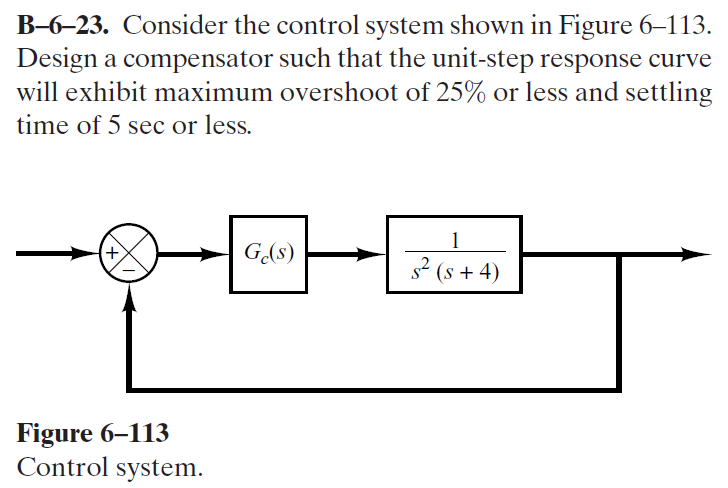 B–6–23. Consider the control system shown in Figure 6–113.
Design a compensator such that the unit-step response curve
will exhibit maximum overshoot of 25% or less and settling
time of 5 sec or less.
+
−
G_c(s)
1
s² (s + 4)
Figure 6–113
Control system.